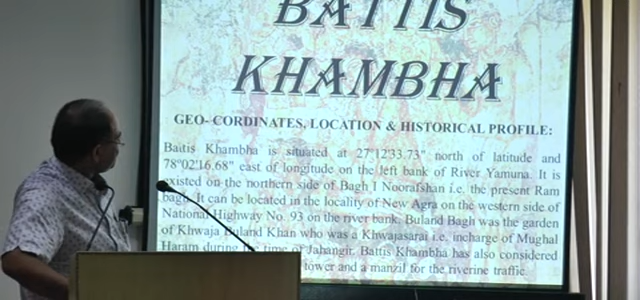 BATTIS
KHAMBHA
GEO- CORDINATES, LOCATION & HISTORICAL PROFILE:
Baitis Khambha is situated at 27°12'33.73" north of latitude and
78°02'16.68" east of longitude on the left bank of River Yamuna. It is
existed on the northern side of Bagh I Noorafshan i.e. the present Ram
bagh. It can be located in the locality of New Agra on the western side of
National Highway No. 93 on the river bank. Buland Bagh was the garden
of Khwaja Buland Khan who was a Khwajasarai i.e. incharge of Mughal
Haram during the time of Jahangir. Battis Khambha has also considered
tower and a manzil for the riverine traffic.